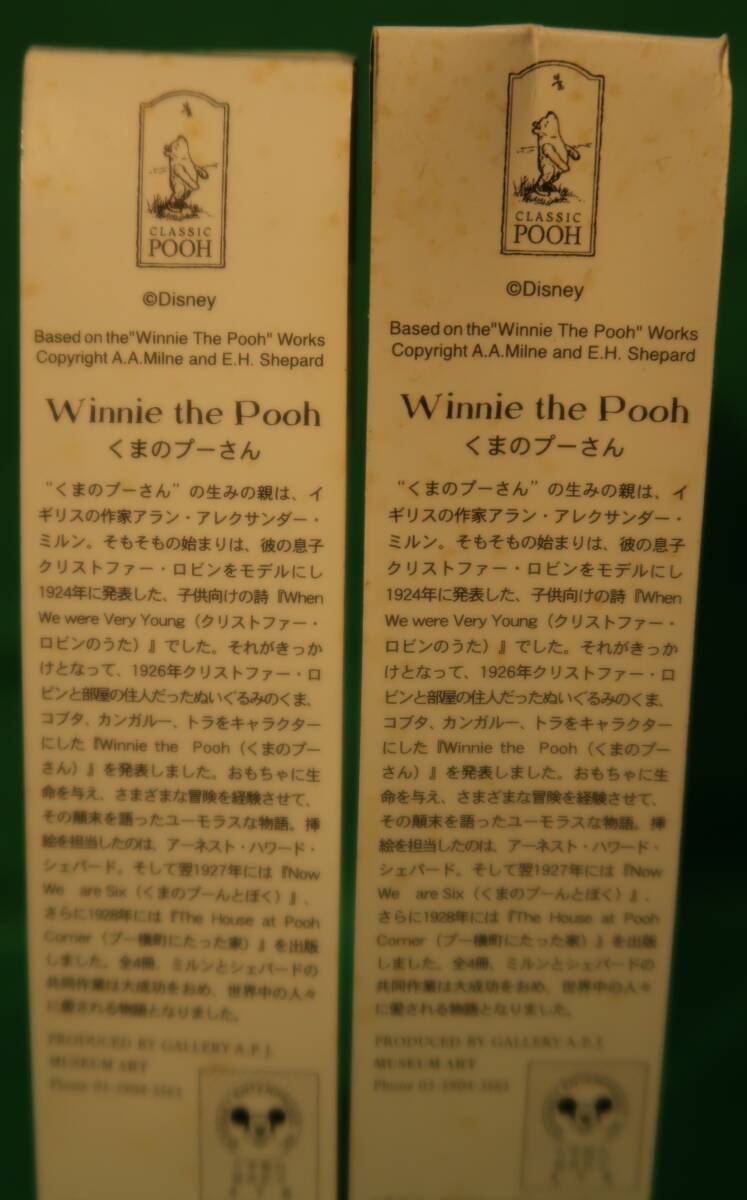 CLASSIC
POOH
©Disney
Based on the"Winnie The Pooh" Works
Copyright A.A.Milne and E.H. Shepard
Winnie the Pooh
くまのプーさん
“くまのプーさん”の生みの親は、イ
ギリスの作家アラン・アレクサンダー・
ミルン。そもそもの始まりは、彼の息子
クリストファー・ロビンをモデルにし
1924年に発表した、子供向けの詩『When
We were Very Young（クリストファー・
ロビンのうた）』でした。それがきっか
けとなって、1926年クリストファー・ロ
ビンと部屋の住人だったぬいぐるみのくま、
コブタ、カンガルー、トラをキャラクター
にした『Winnie the Pooh（くまのプー
さん）』を発表しました。おもちゃに生
命を与え、さまざまな冒険を経験させて、
その顛末を語ったユーモラスな物語。挿
絵を担当したのは、アーネスト・ハワード・
シェパード。そして翌1927年には『Now
We are Six（くまのプーんとぼく）』、
さらに1928年には『The House at Pooh
Corner（プー横町にたった家）』を出版
しました。全4冊、ミルンとシェパードの
共同作業は大成功をおめ、世界中の人々
に愛される物語となりました。
PRODUCED BY GALLERY A.P.J.
MUSEUM ART
CLASSIC
POOH
©Disney
Based on the"Winnie The Pooh" Works
Copyright A.A.Milne and E.H. Shepard
Winnie the Pooh
くまのプーさん
“くまのプーさん”の生みの親は、イ
ギリスの作家アラン・アレクサンダー・
ミルン。そもそもの始まりは、彼の息子
クリストファー・ロビンをモデルにし
1924年に発表した、子供向けの詩『When
We were Very Young（クリストファー・
ロビンのうた）』でした。それがきっか
けとなって、1926年クリストファー・ロ
ビンと部屋の住人だったぬいぐるみのくま、
コブタ、カンガルー、トラをキャラクター
にした『Winnie the Pooh（くまのプー
さん）』を発表しました。おもちゃに生
命を与え、さまざまな冒険を経験させて、
その顛末を語ったユーモラスな物語。挿
絵を担当したのは、アーネスト・ハワード・
シェパード。そして翌1927年には『Now
We are Six（くまのプーんとぼく）』、
さらに1928年には『The House at Pooh
Corner（プー横町にたった家）』を出版
しました。全4冊、ミルンとシェパードの
共同作業は大成功をおめ、世界中の人々
に愛される物語となりました。
PRODUCED BY GALLERY A.P.J.
MUSEUM ART